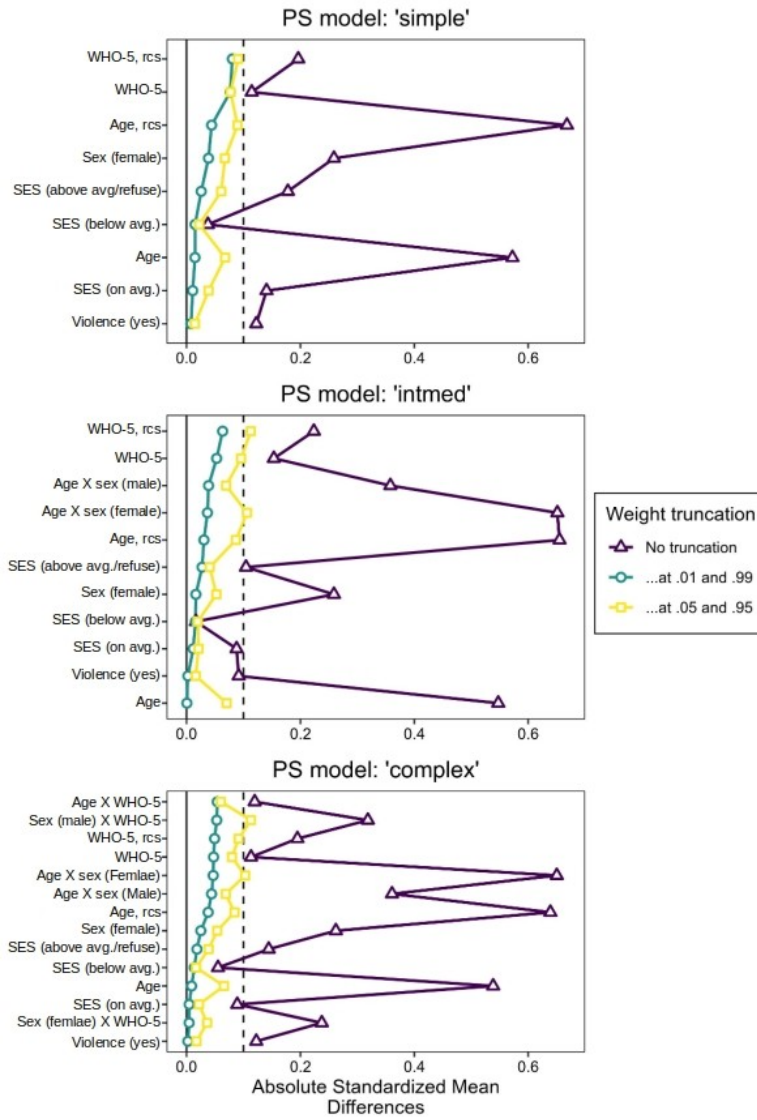 PS model: 'simple'
WHO-5, rcs
WHO-5
Age, rcs
Sex (female)
SES (above avg/refuse)
SES (below avg.)
Age
SES (on avg.)
Violence (yes)
0.0 0.2 0.4 0.6
PS model: 'intmed'
WHO-5, rcs
WHO-5
Age X sex (male)
Age X sex (female)
Age, rcs
SES (above avg./refuse)
Sex (female)
SES (below avg.)
SES (on avg.)
Violence (yes)
Age
0.0 0.2 0.4 0.6
Weight truncation
No truncation
...at .01 and .99
...at .05 and .95
PS model: 'complex'
Age X WHO-5
Sex (male) X WHO-5
WHO-5, rcs
WHO-5
Age X sex (Femlae)
Age X sex (Male)
Age, rcs
Sex (female)
SES (above avg./refuse)
SES (below avg.)
Age
SES (on avg.)
Sex (femlae) X WHO-5
Violence (yes)
0.0 0.2 0.4 0.6
Absolute Standardized Mean
Differences